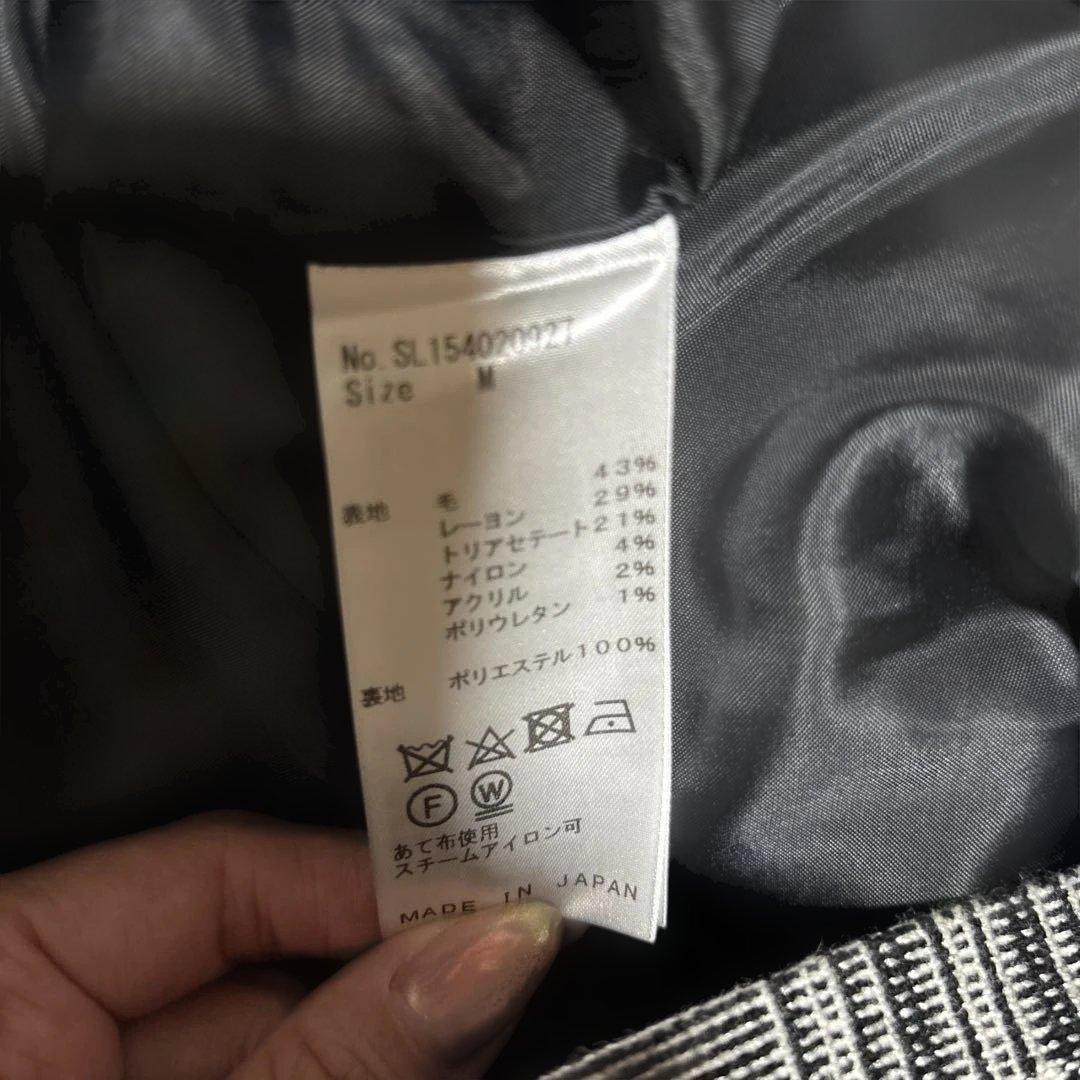 No.SL154020927
Size M
表地 毛 43%
レーヨン 29%
トリアセテート21%
ナイロン 4%
アクリル 2%
ポリウレタン 1%
裏地 ポリエステル100%
F W
あて布使用
スチームアイロン可
MADE IN JAPAN